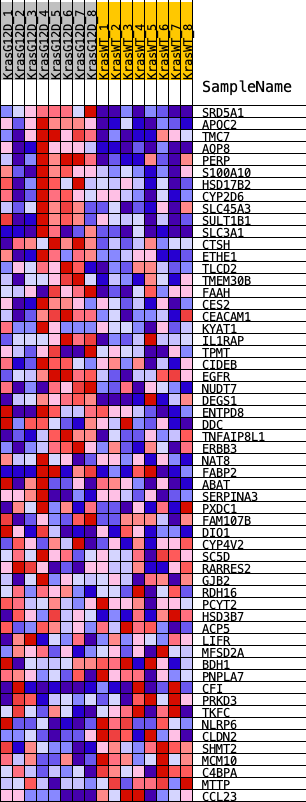 KrasG12D_1
KrasG12D_2
KrasG12D_3
KrasG12D_4
KrasG12D_5
KrasG12D_6
KrasG12D_7
KrasG12D_8
KrasWT_1
KrasWT_2
KrasWT_3
KrasWT_4
KrasWT_5
KrasWT_6
KrasWT_7
KrasWT_8
SampleName
SRD5A1
APOC2
TMC7
AQP8
PERP
S100A10
HSD17B2
CYP2D6
SLC45A3
SULT1B1
SLC3A1
CTSH
ETHE1
TLCD2
TMEM30B
FAAH
CES2
CEACAM1
KYAT1
IL1RAP
TPMT
CIDEB
EGFR
NUDT7
DEGS1
ENTPD8
DDC
TNFAIP8L1
ERBB3
NAT8
FABP2
ABAT
SERPINA3
PXDC1
FAM107B
DIO1
CYP4V2
SC5D
RARRES2
GJB2
RDH16
PCYT2
HSD3B7
ACP5
LIFR
MFSD2A
BDH1
PNPLA7
CFI
PRKD3
TKFC
NLRP6
CLDN2
SHMT2
MCM10
C4BPA
MTTP
CCL23